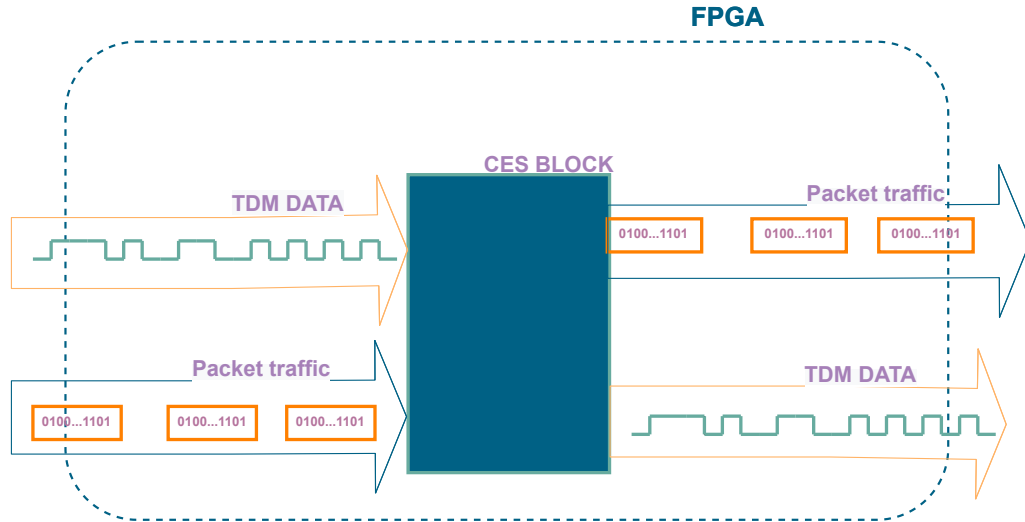 FPGA
CES BLOCK
TDM DATA
Packet traffic
0100...1101
0100...1101
0100...1101
Packet traffic
TDM DATA
0100...1101
0100...1101
0100...1101